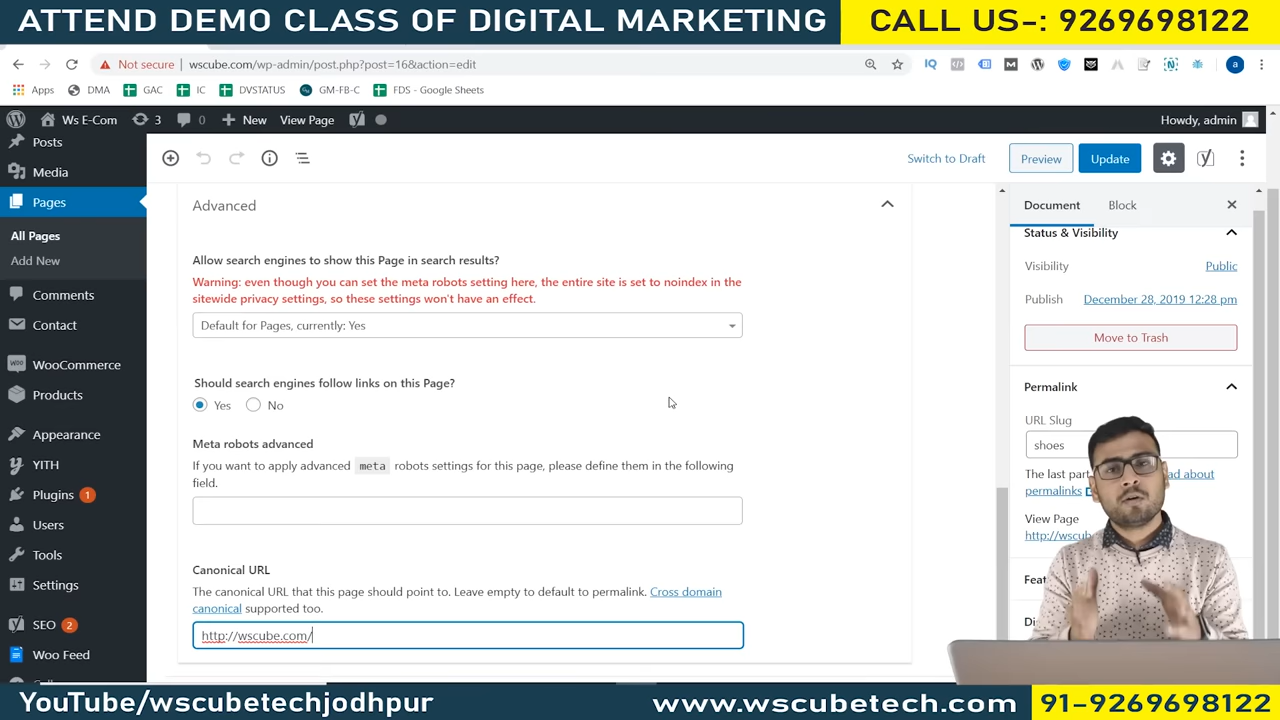 ATTEND DEMO CLASS OF DIGITAL MARKETING
CALL US-: 9269698122
Not secure | wscube.com/wp-admin/post.php?post=16&action=edit
Apps DMA GAC IC DVSTATUS GM-FB-C FDS - Google Sheets
Ws E-Com 3 0 New View Page Howdy, admin
Posts
Media
Pages
All Pages
Add New
Comments
Contact
WooCommerce
Products
Appearance
YITH
Plugins 1
Users
Tools
Settings
SEO 2
Woo Feed
Switch to Draft Preview Update
Advanced
Allow search engines to show this Page in search results?
Warning: even though you can set the meta robots setting here, the entire site is set to noindex in the
sitewide privacy settings, so these settings won't have an effect.
Default for Pages, currently: Yes
Should search engines follow links on this Page?
Yes No
Meta robots advanced
If you want to apply advanced meta robots settings for this page, please define them in the following
field.
Canonical URL
The canonical URL that this page should point to. Leave empty to default to permalink. Cross domain
canonical supported too.
http://wscube.com/
Document Block
Status & Visibility
Visibility Public
Publish December 28, 2019 12:28 pm
Move to Trash
Permalink
URL Slug
shoes
The last part ad about
permalinks
View Page
http://wscub
Feat
YouTube/wscubetechjodhpur
www.wscubetech.com
91-9269698122